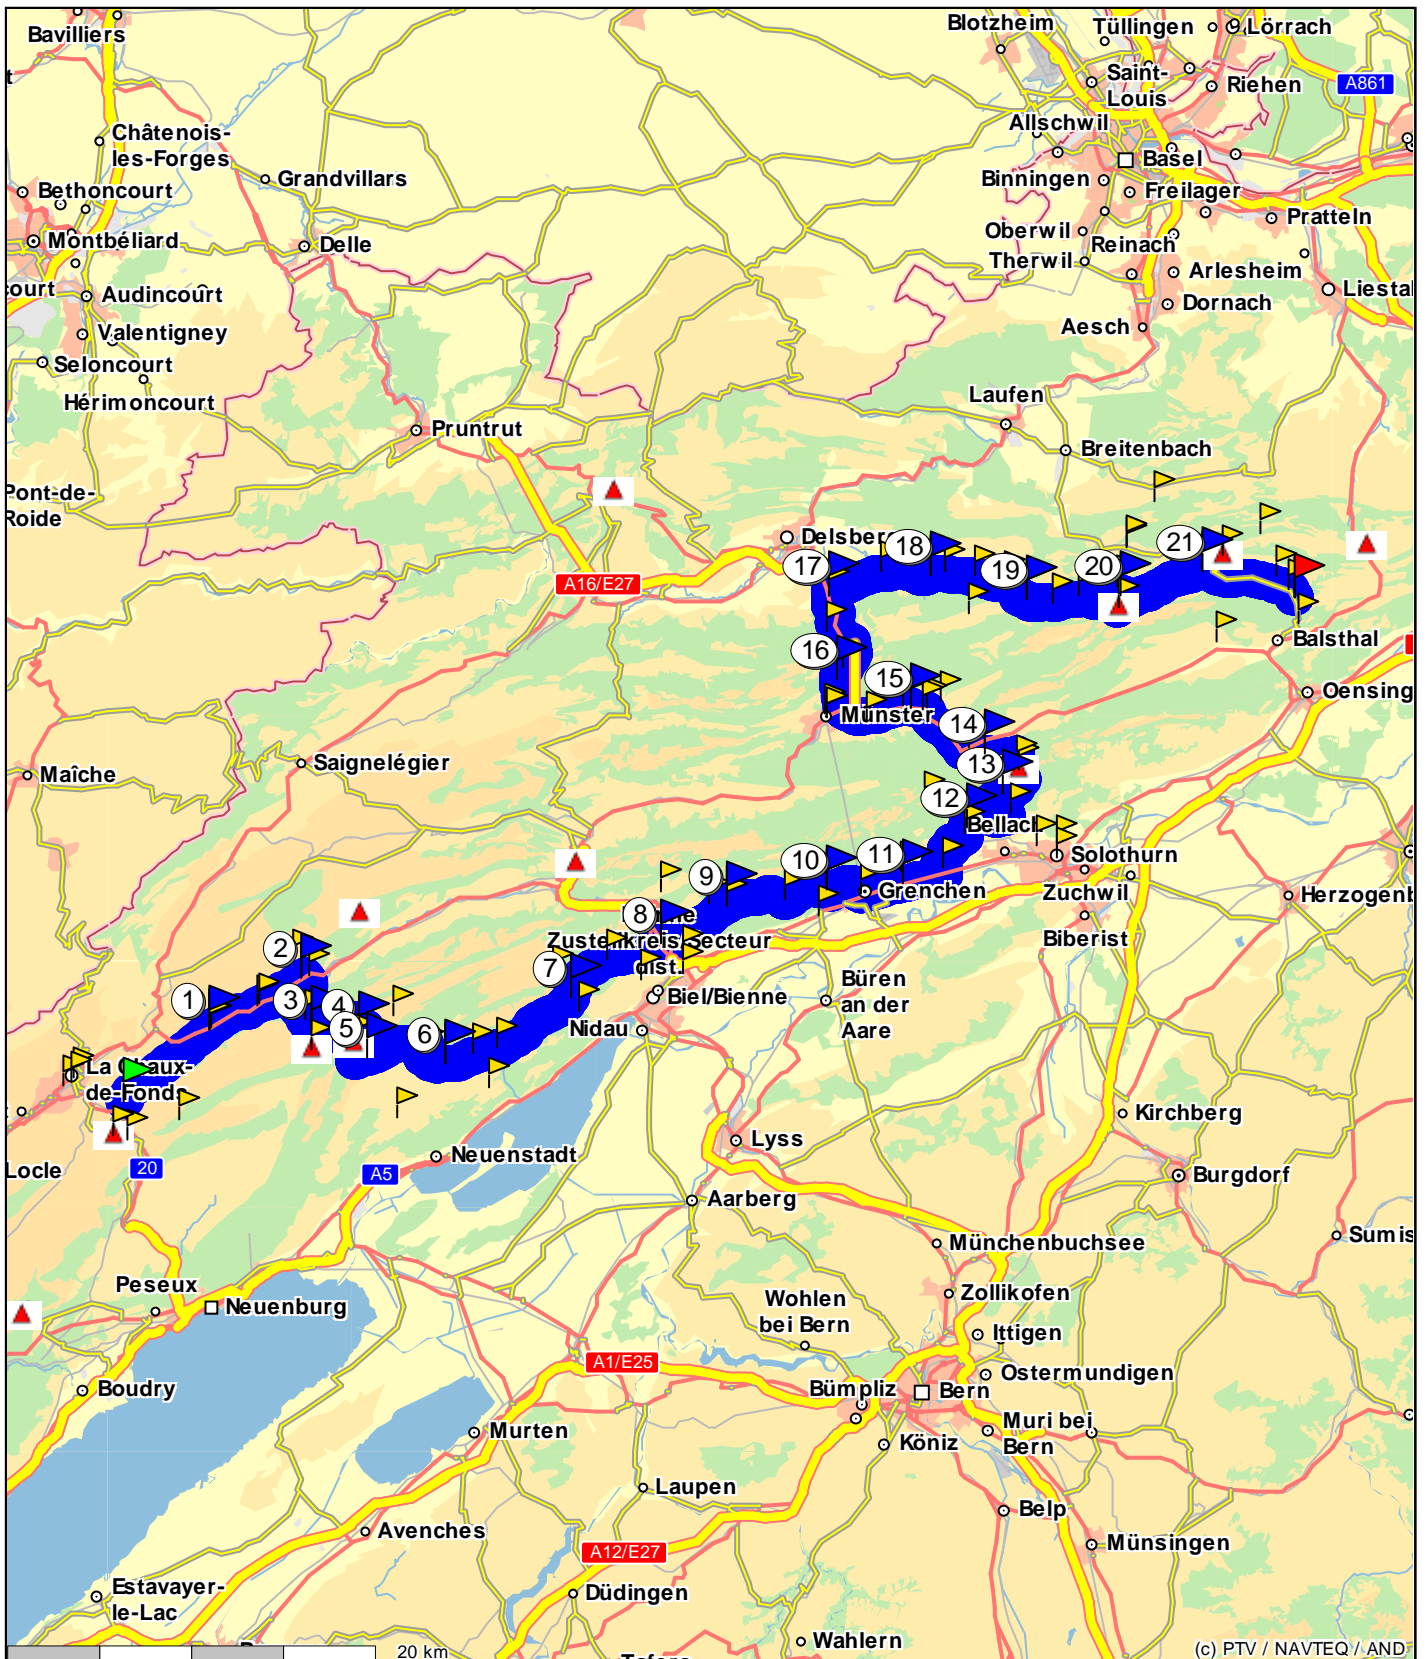 Bavilliers
Blotzheim
Tüllingen
Lörrach
Saint-
Louis
Riehen
A861
Châtenois-
les-Forges
Allschwil
Basel
Grandvillars
Bethoncourt
Binningen
Freilager
Pratteln
Montbéliard
Delle
Oberwil
Reinach
Therwil
Arlesheim
court
Audincourt
Liestal
Dornach
Valentigney
Aesch
Seloncourt
Hérimoncourt
Laufen
Pruntrut
Breitenbach
Pont-de-
Roide
Delsberg
18
21
17
19
20
A16/E27
16
Balsthal
15
Oensing
Münster
14
Saignelégier
13
Maîche
12
Bellach
Solothurn
10
11
9
Grenchen
Zuchwil
Herzogenb
8
2
Zustellkreis/Secteur
dist.
Biberist
7
Büren
an der
Aare
1
3
4
5
6
Biel/Bienne
Nidau
La Chaux-
de-Fonds
Kirchberg
Lyss
Locle
20
A5
Neuenstadt
Burgdorf
Aarberg
Münchenbuchsee
Sumis
Peseux
Neuenburg
Zollikofen
Wohlen
bei Bern
Ittigen
A1/E25
Ostermundigen
Boudry
Bümpliz
Bern
Murten
Muri bei
Bern
Köniz
Laupen
Belp
Avenches
Münsingen
A12/E27
Estavayer-
le-Lac
Düdingen
Wahlern
20 km
(c) PTV / NAVTEQ / AND